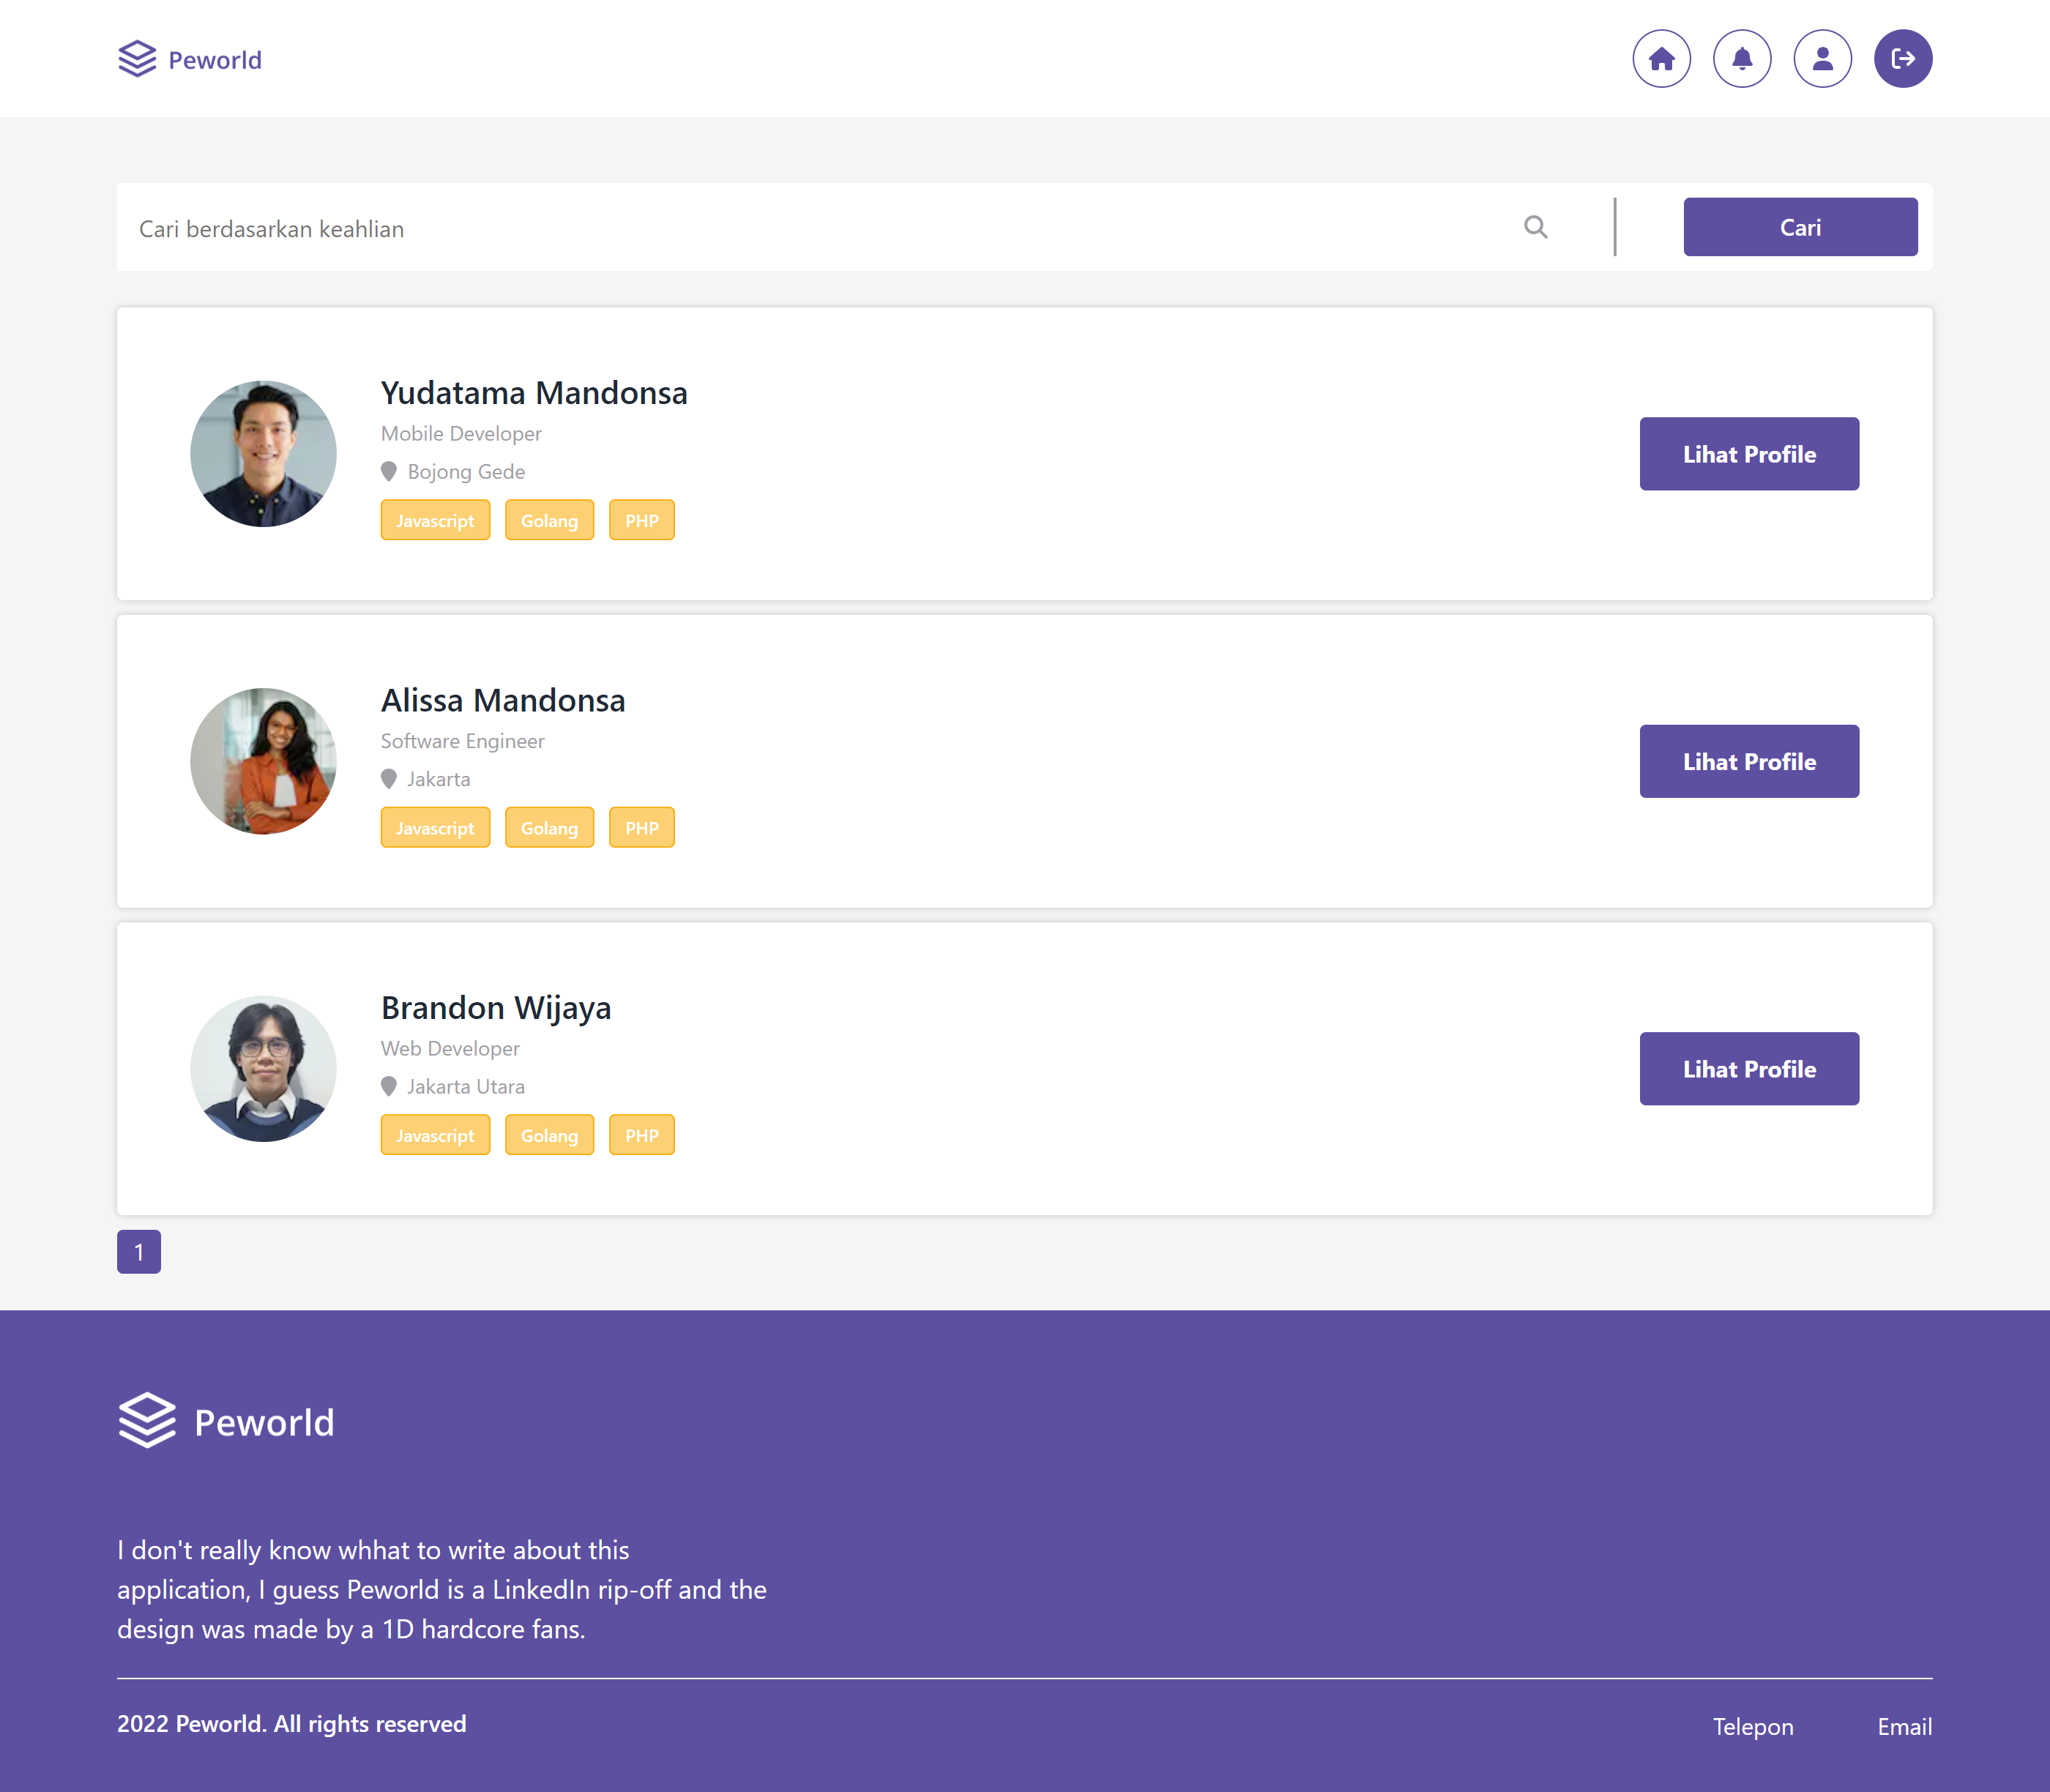 Peworld
Cari berdasarkan keahlian
Cari
Yudatama Mandonsa
Mobile Developer
Bojong Gede
Javascript Golang PHP
Lihat Profile
Alissa Mandonsa
Software Engineer
Jakarta
Javascript Golang PHP
Lihat Profile
Brandon Wijaya
Web Developer
Jakarta Utara
Javascript Golang PHP
Lihat Profile
1
Peworld
I don't really know whhat to write about this
application, I guess Peworld is a LinkedIn rip-off and the
design was made by a 1D hardcore fans.
2022 Peworld. All rights reserved
Telepon Email